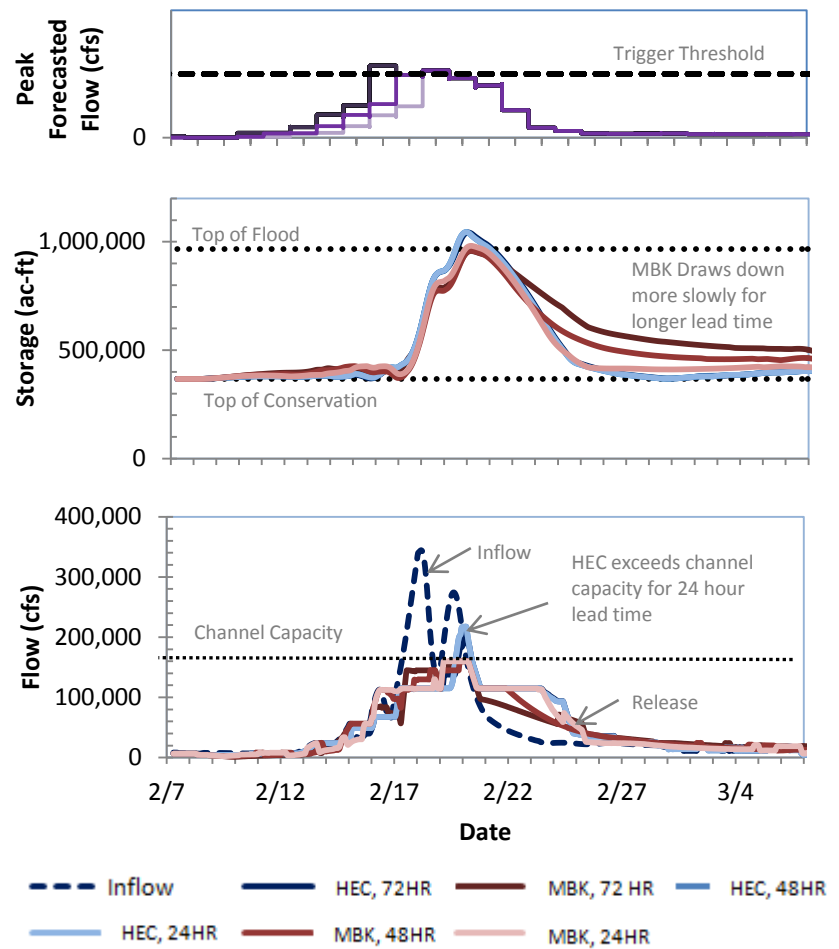 Peak
Forecasted
Flow (cfs)
0
Trigger Threshold
Storage (ac-ft)
1,000,000
500,000
0
Top of Flood
MBK Draws down
more slowly for
longer lead time
Top of Conservation
Flow (cfs)
400,000
300,000
200,000
100,000
0
Inflow
HEC exceeds channel
capacity for 24 hour
lead time
Channel Capacity
Release
2/7 2/12 2/17 2/22 2/27 3/4
Date
Inflow HEC, 72HR MBK, 72 HR HEC, 48HR
HEC, 24HR MBK, 48HR MBK, 24HR